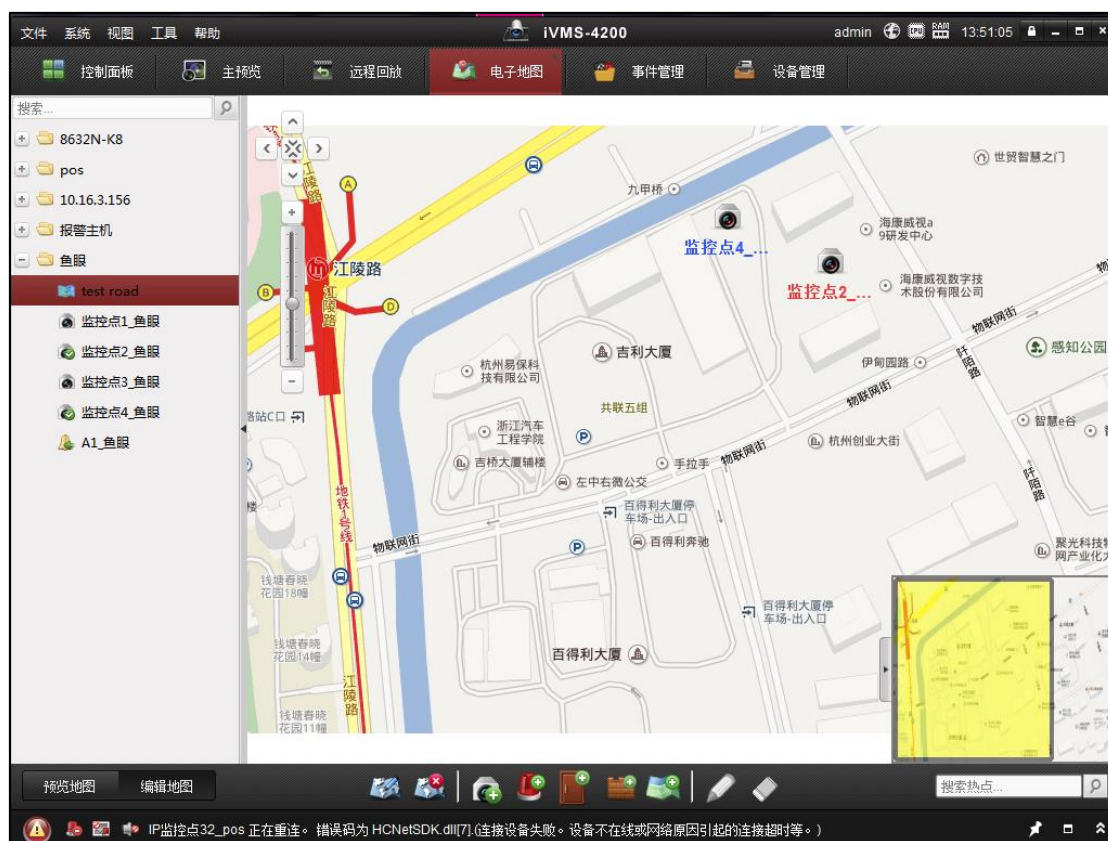 文件 系统 视图 工具 帮助
iVMS-4200
admin CPU RAM 13:51:05
控制面板
主预览
远程回放
电子地图
事件管理
设备管理
搜索...
8632N-K8
pos
10.16.3.156
报警主机
鱼眼
test road
监控点1_鱼眼
监控点2_鱼眼
监控点3_鱼眼
监控点4_鱼眼
A1_鱼眼
江陵路
A
B
D
江陵路
江陵路
路站C口
地铁1号线
江陵路
钱塘春晓
花园18幢
钱塘春晓
花园14幢
钱塘春晓
花园11幢
九甲桥
世贸智慧之门
监控点4_...
监控点2_...
海康威视a
9研发中心
海康威视数字技
术股份有限公司
物联网街
阡陌路
感知公园
伊甸园路
吉利大厦
杭州易保科
技有限公司
共联五组
物联网街
浙江汽车
工程学院
P
吉桥大厦辅楼
手拉手
物联网街
杭州创业大街
智慧e谷
阡陌路
左中右微公交
百得利大厦停
车场-出入口
物联网街
P
百得利奔驰
聚光科技物
网产业化大
百得利大厦停
车场-出入口
百得利大厦
预览地图
编辑地图
搜索热点...
IP监控点32_pos 正在重连。错误码为 HCNetSDK.dll[7].(连接设备失败。设备不在线或网络原因引起的连接超时等。)